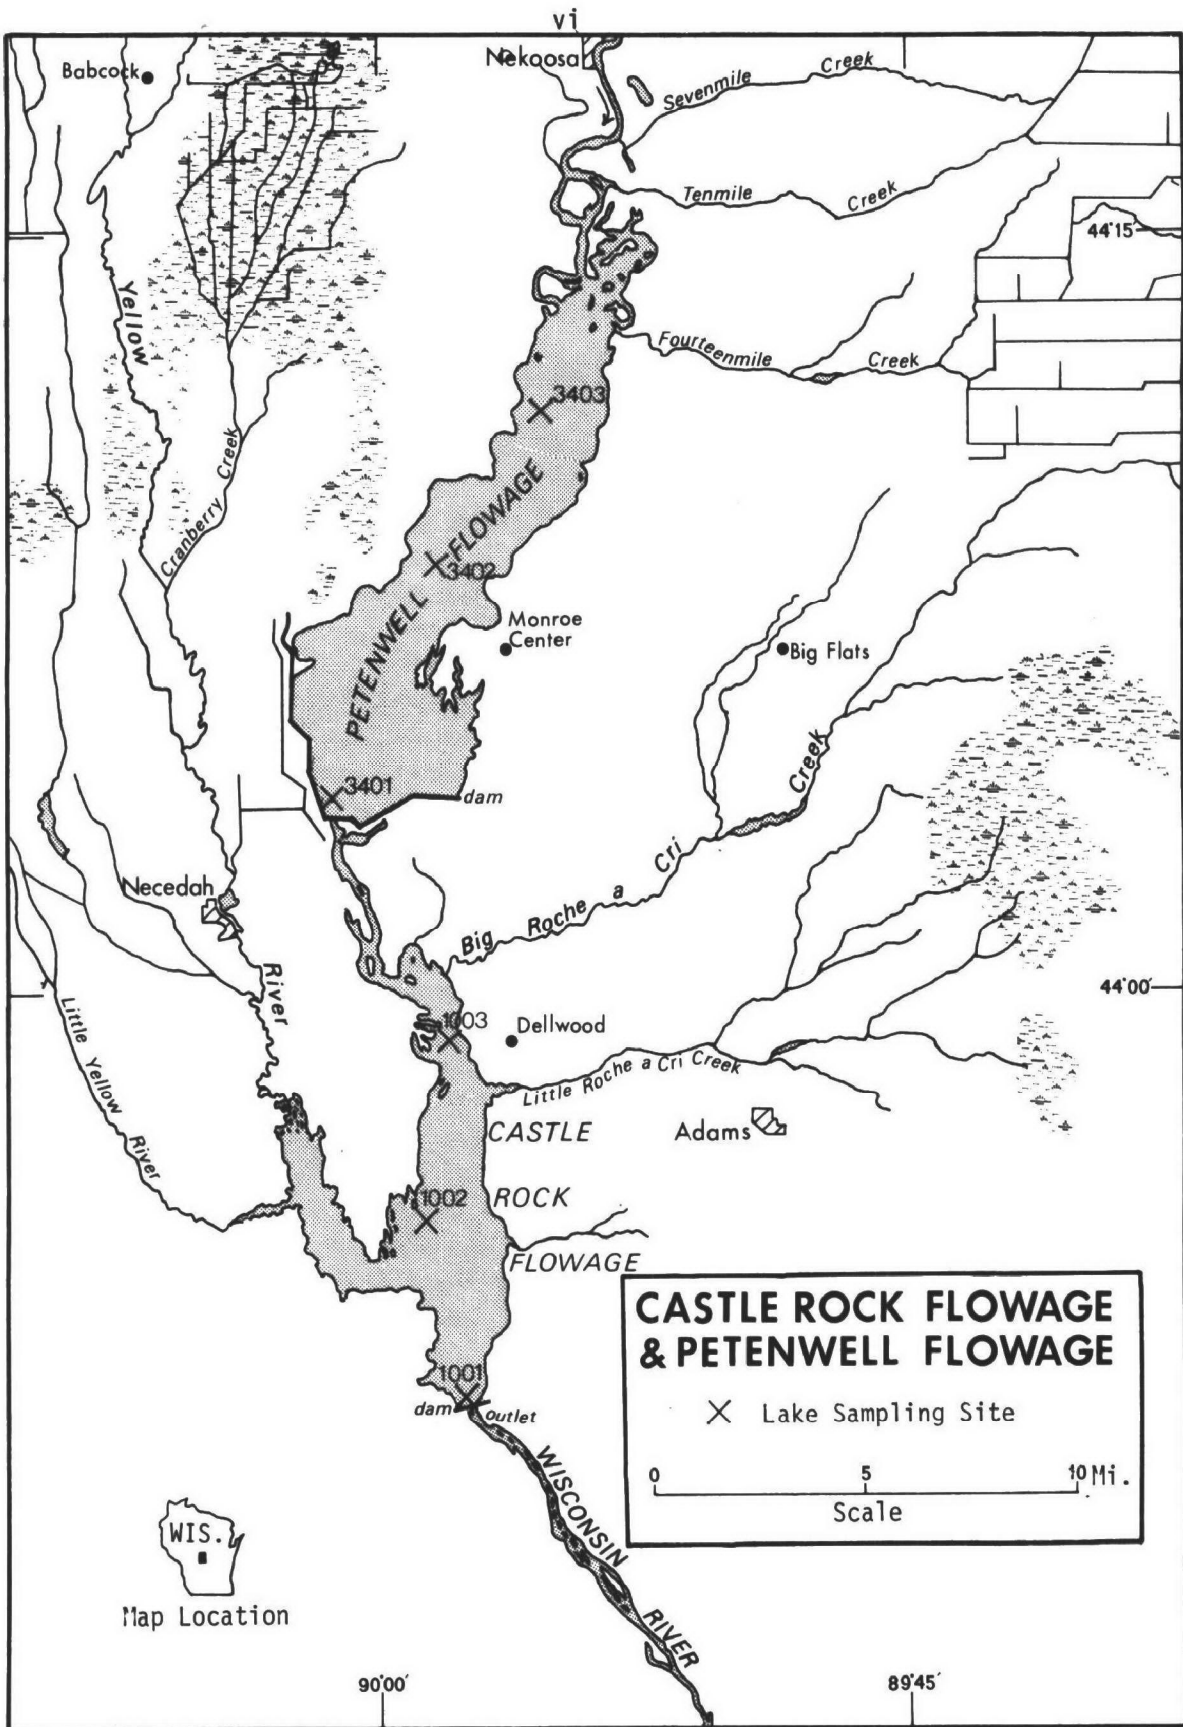 vi
Nekoosa
Babcock
Sevenmile Creek
Tenmile Creek
44°15'
Yellow
Fourteenmile Creek
3403
Cranberry Creek
PETENWELL FLOWAGE
3402
Monroe
Center
Big Flats
3401
dam
Necedah
Big Roche a Cri Creek
River
44°00'
Little Yellow River
1003
Dellwood
Little Roche a Cri Creek
Adams
CASTLE
1002
ROCK
FLOWAGE
CASTLE ROCK FLOWAGE
& PETENWELL FLOWAGE
Lake Sampling Site
0 5 10 Mi.
Scale
1001
dam
outlet
WISCONSIN RIVER
WIS.
Map Location
90°00'
89°45'